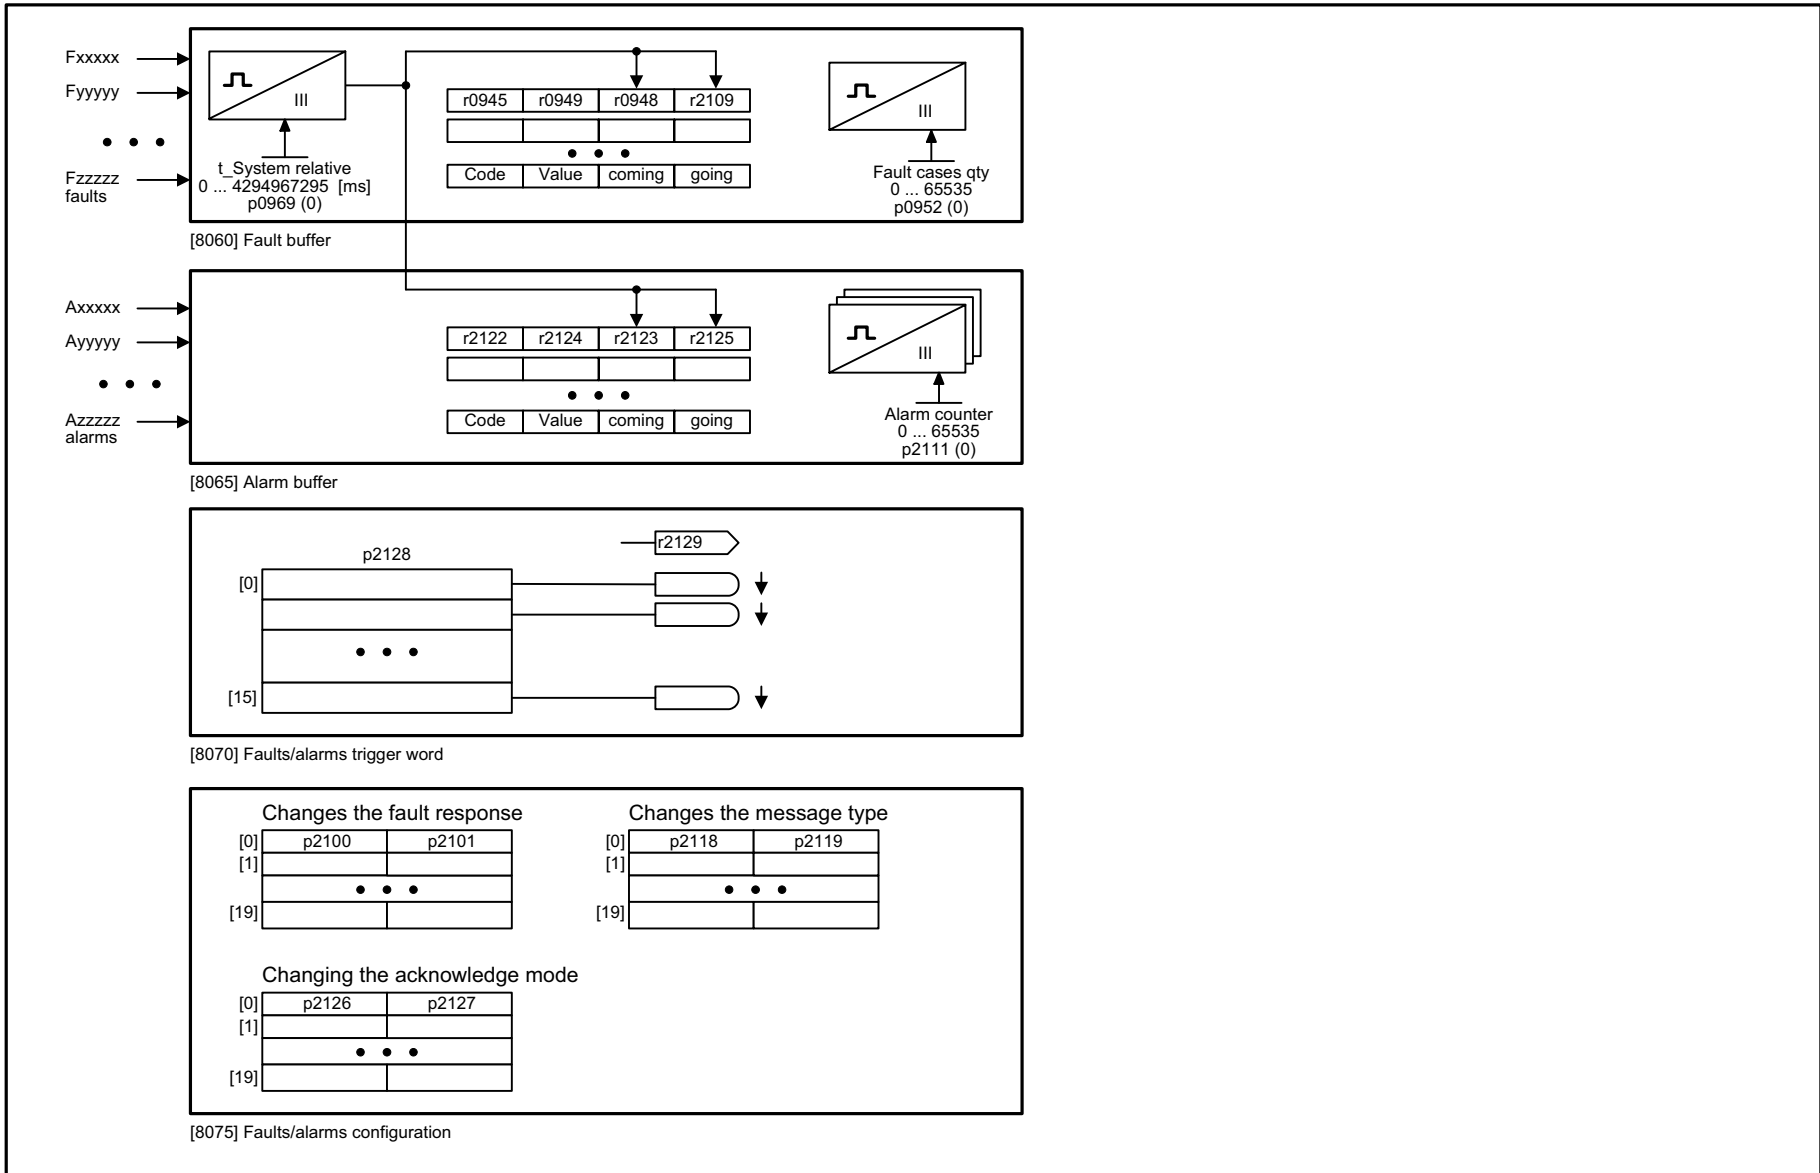 Fxxxxx
Fyyyyy
Fzzzzz
faults
III
t_System relative
0 ... 4294967295 [ms]
p0969 (0)
r0945 r0949 r0948 r2109
Code Value coming going
III
Fault cases qty
0 ... 65535
p0952 (0)
[8060] Fault buffer
Axxxxx
Ayyyyy
Azzzzz
alarms
r2122 r2124 r2123 r2125
Code Value coming going
III
Alarm counter
0 ... 65535
p2111 (0)
[8065] Alarm buffer
p2128
[0]
[15]
r2129
[8070] Faults/alarms trigger word
Changes the fault response
[0] p2100 p2101
[1]
[19]
Changes the message type
[0] p2118 p2119
[1]
[19]
Changing the acknowledge mode
[0] p2126 p2127
[1]
[19]
[8075] Faults/alarms configuration